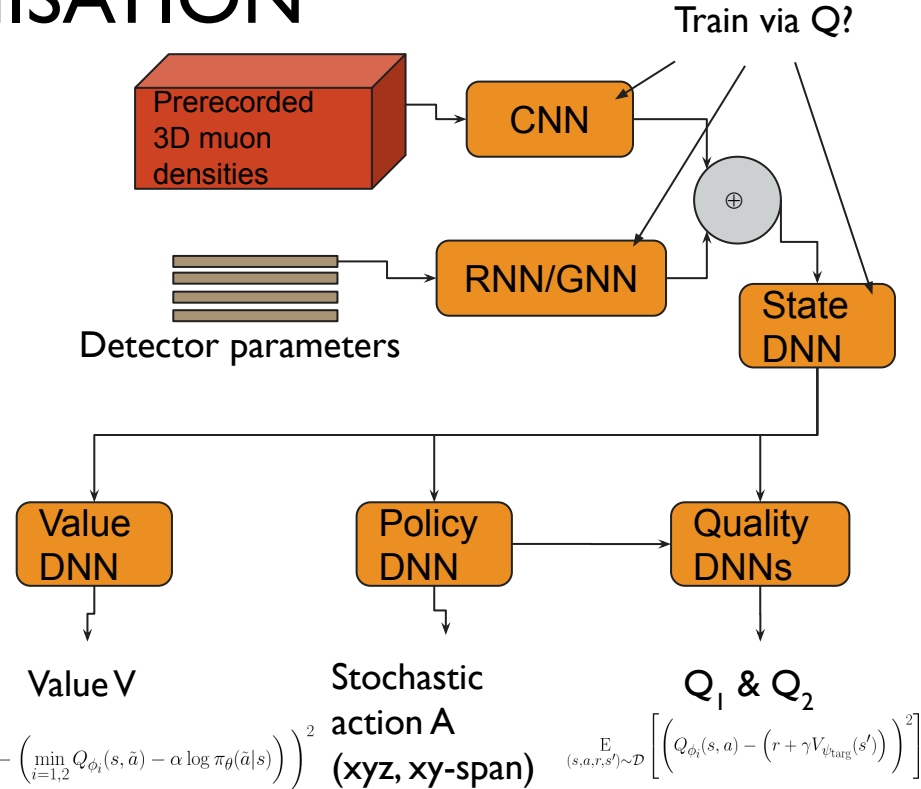 ISATION
Train via Q?
Prerecorded
3D muon
densities
CNN
⊕
RNN/GNN
State
DNN
Detector parameters
Value
DNN
Policy
DNN
Quality
DNNs
Value V
Stochastic
action A
(xyz, xy-span)
Q₁ & Q₂
− (min_{i=1,2} Q_{ϕ_i}(s, ã) − α log π_θ(ã|s)))²
E_{(s,a,r,s′)∼𝒟} [(Q_{ϕ_i}(s, a) − (r + γV_{ψ_targ}(s′)))²]